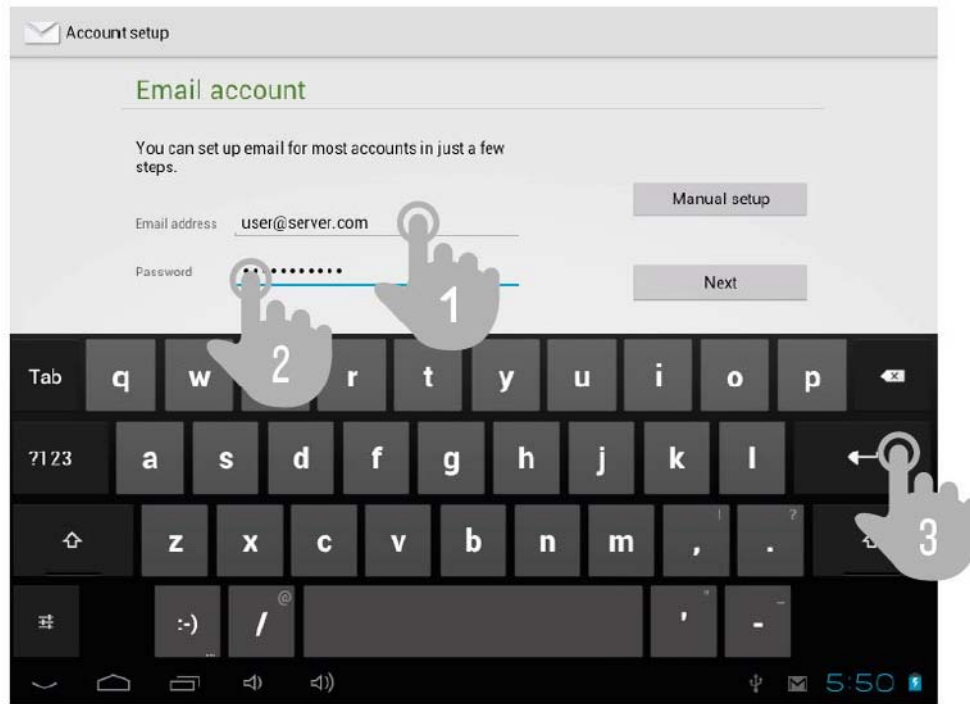 Account setup
Email account
You can set up email for most accounts in just a few
steps.
Manual setup
Email address user@server.com
Password •••••••••••
Next
1
2
Tab q w r t y u i o p
?123 a s d f g h j k l
3
! ?
z x c v b n m , .
@ " _
:-) / ' -
...
5:50